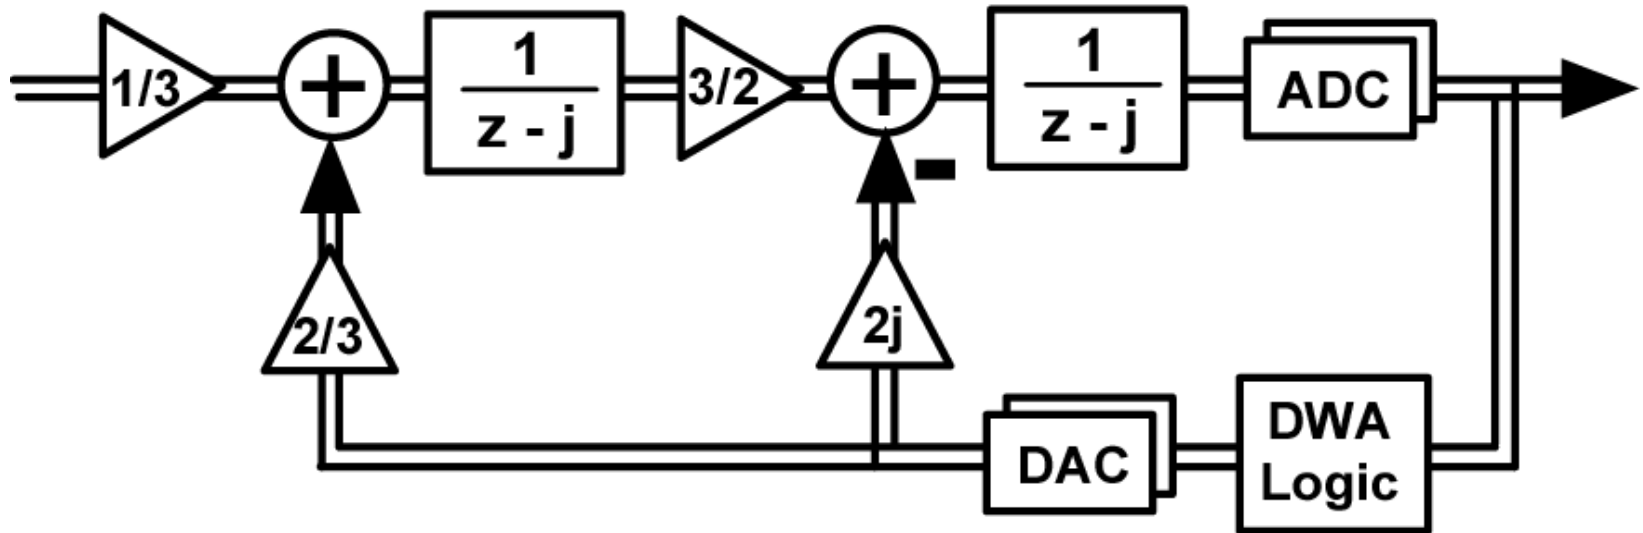 1/3
+
1
z - j
3/2
+
1
z - j
ADC
-
2/3
2j
DAC
DWA
Logic